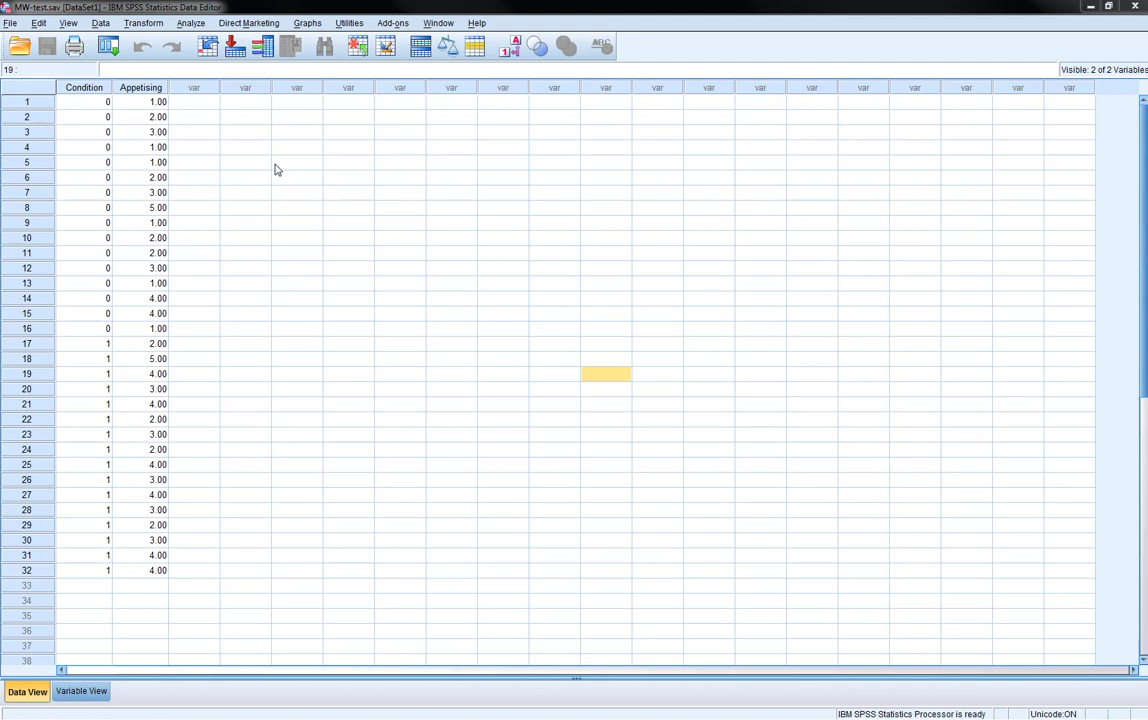 MW-test.sav [DataSet1] - IBM SPSS Statistics Data Editor
File Edit View Data Transform Analyze Direct Marketing Graphs Utilities Add-ons Window Help
19 : Visible: 2 of 2 Variables
Condition Appetising var var var var var var var var var var var var var var var var var var
1 0 1.00
2 0 2.00
3 0 3.00
4 0 1.00
5 0 1.00
6 0 2.00
7 0 3.00
8 0 5.00
9 0 1.00
10 0 2.00
11 0 2.00
12 0 3.00
13 0 1.00
14 0 4.00
15 0 4.00
16 0 1.00
17 1 2.00
18 1 5.00
19 1 4.00
20 1 3.00
21 1 4.00
22 1 2.00
23 1 3.00
24 1 2.00
25 1 4.00
26 1 3.00
27 1 4.00
28 1 3.00
29 1 2.00
30 1 3.00
31 1 4.00
32 1 4.00
33
34
35
36
37
38
Data View Variable View
IBM SPSS Statistics Processor is ready Unicode:ON